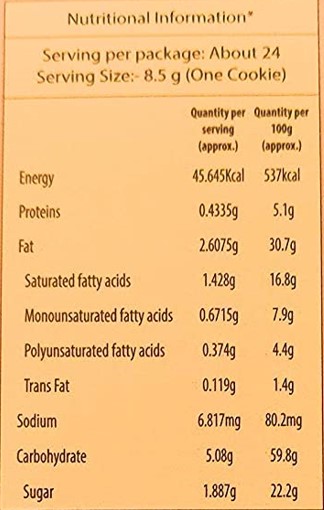 Nutritional Information*
Serving per package: About 24
Serving Size:- 8.5 g (One Cookie)
Quantity per Quantity per
serving 100g
(approx.) (approx.)
Energy 45.645Kcal 537kcal
Proteins 0.4335g 5.1g
Fat 2.6075g 30.7g
Saturated fatty acids 1.428g 16.8g
Monounsaturated fatty acids 0.6715g 7.9g
Polyunsaturated fatty acids 0.374g 4.4g
Trans Fat 0.119g 1.4g
Sodium 6.817mg 80.2mg
Carbohydrate 5.08g 59.8g
Sugar 1.887g 22.2g